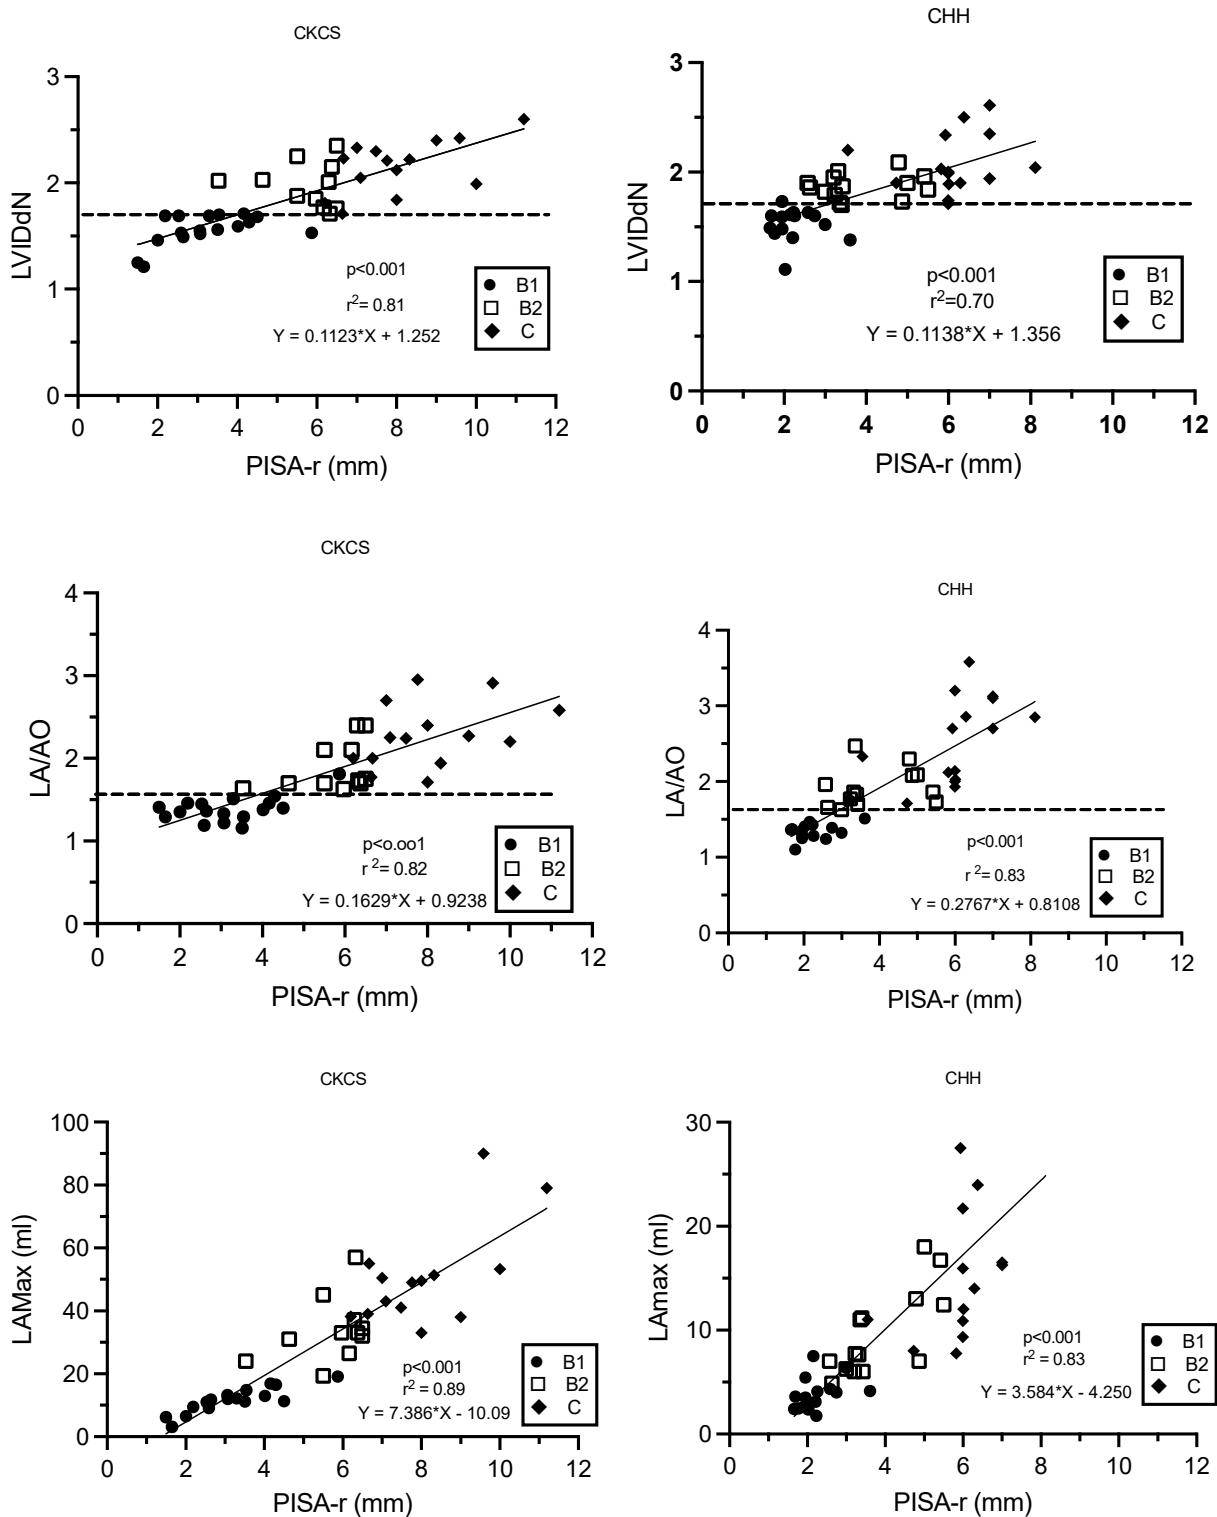 CKCS
3
2
1
0
LVIDdN
p<0.001
r2= 0.81
Y = 0.1123*X + 1.252
B1
B2
C
0 2 4 6 8 10 12
PISA-r (mm)
CHH
3
2
1
0
LVIDdN
p<0.001
r2=0.70
Y = 0.1138*X + 1.356
B1
B2
C
0 2 4 6 8 10 12
PISA-r (mm)
CKCS
4
3
2
1
0
LA/AO
p<0.001
r 2= 0.82
Y = 0.1629*X + 0.9238
B1
B2
C
0 2 4 6 8 10 12
PISA-r (mm)
CHH
4
3
2
1
0
LA/AO
p<0.001
r 2= 0.83
Y = 0.2767*X + 0.8108
B1
B2
C
0 2 4 6 8 10 12
PISA-r (mm)
CKCS
100
80
60
40
20
0
LAMax (ml)
p<0.001
r2 = 0.89
Y = 7.386*X - 10.09
B1
B2
C
0 2 4 6 8 10 12
PISA-r (mm)
CHH
30
20
10
0
LAmax (ml)
p<0.001
r2 = 0.83
Y = 3.584*X - 4.250
B1
B2
C
0 2 4 6 8 10 12
PISA-r (mm)